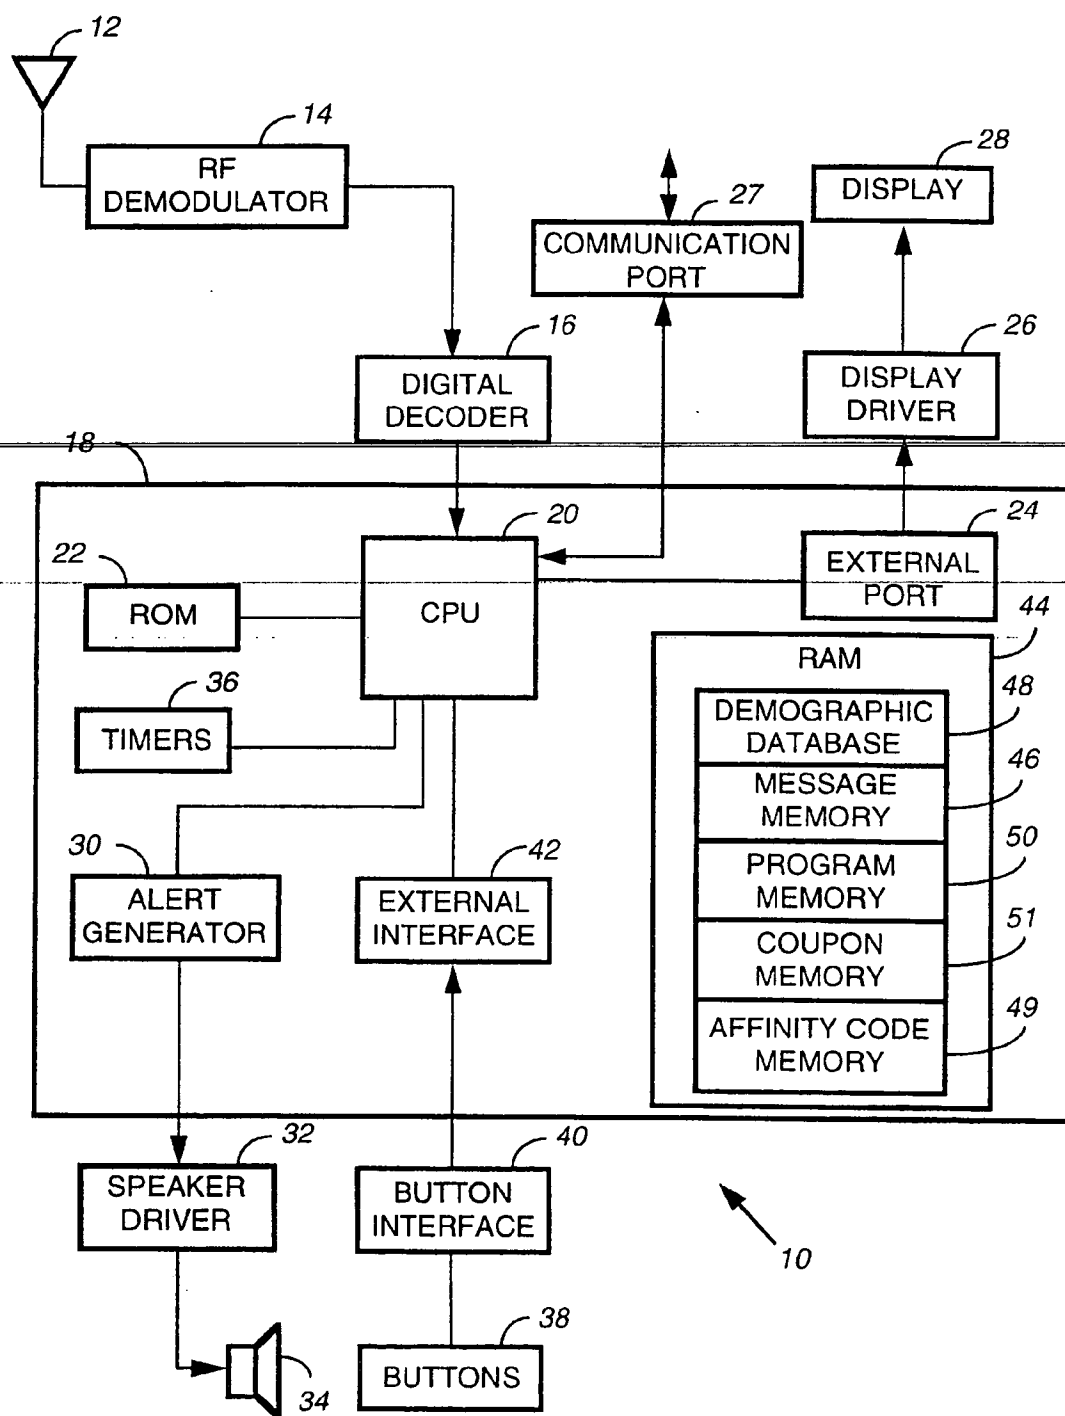 12
14
RF
DEMODULATOR
28
DISPLAY
27
COMMUNICATION
PORT
16
DIGITAL
DECODER
26
DISPLAY
DRIVER
18
20
CPU
24
EXTERNAL
PORT
22
ROM
36
TIMERS
44
RAM
48
DEMOGRAPHIC
DATABASE
46
MESSAGE
MEMORY
50
PROGRAM
MEMORY
51
COUPON
MEMORY
49
AFFINITY CODE
MEMORY
30
ALERT
GENERATOR
42
EXTERNAL
INTERFACE
32
SPEAKER
DRIVER
40
BUTTON
INTERFACE
10
34
38
BUTTONS